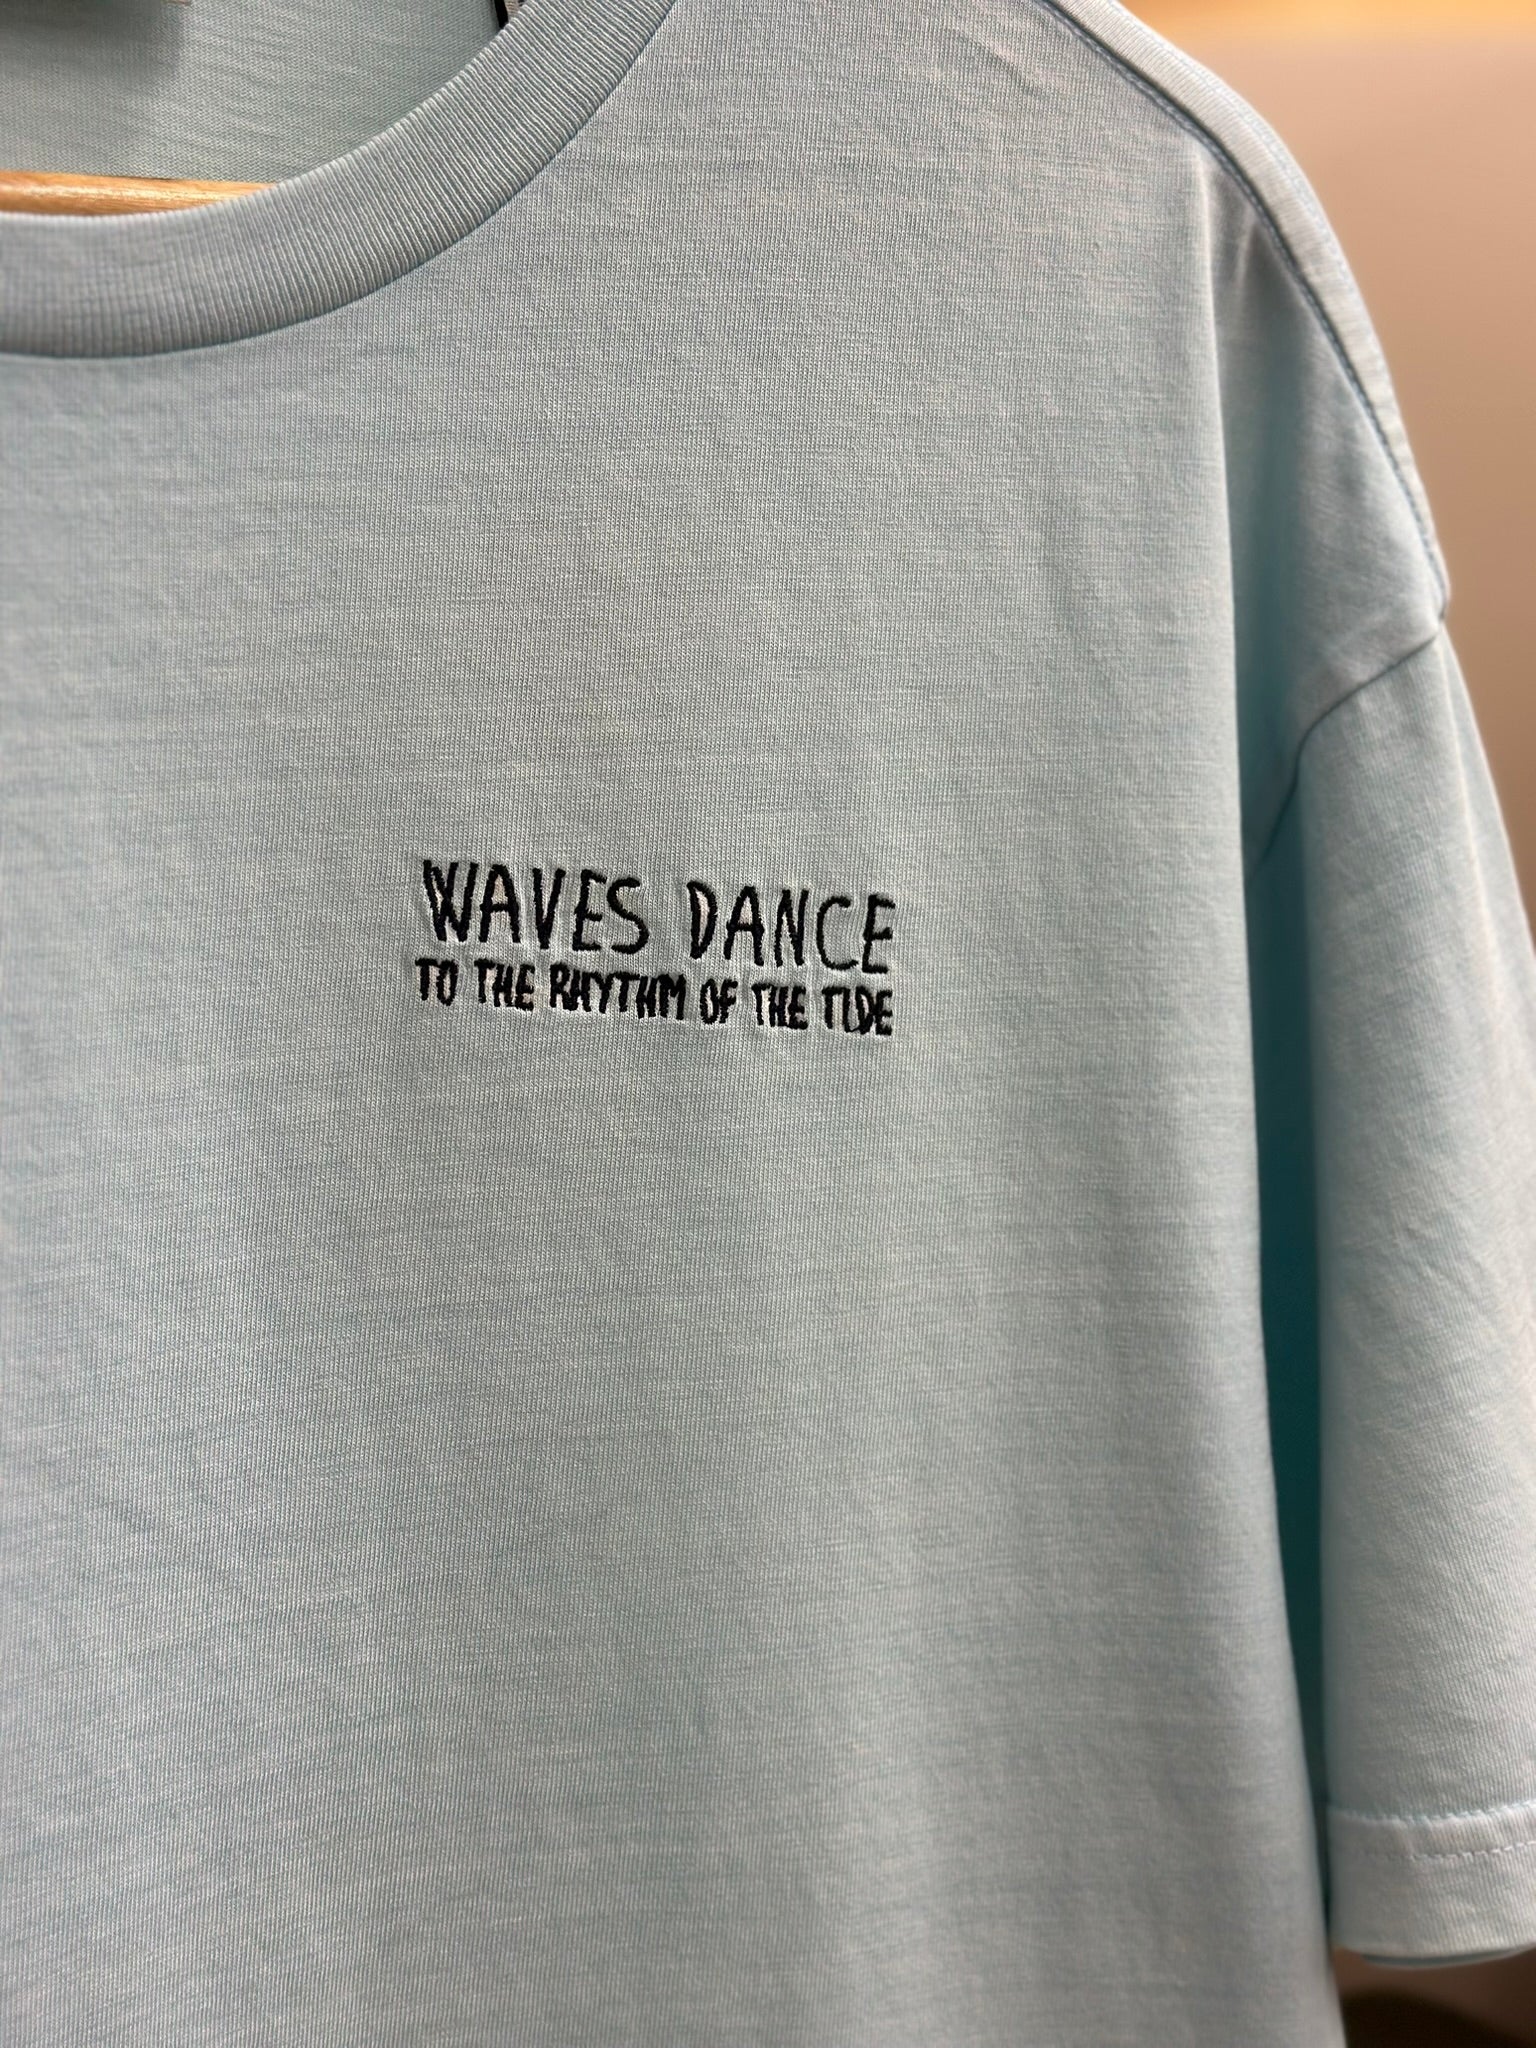 WAVES DANCE
TO THE RHYTHM OF THE TIDE